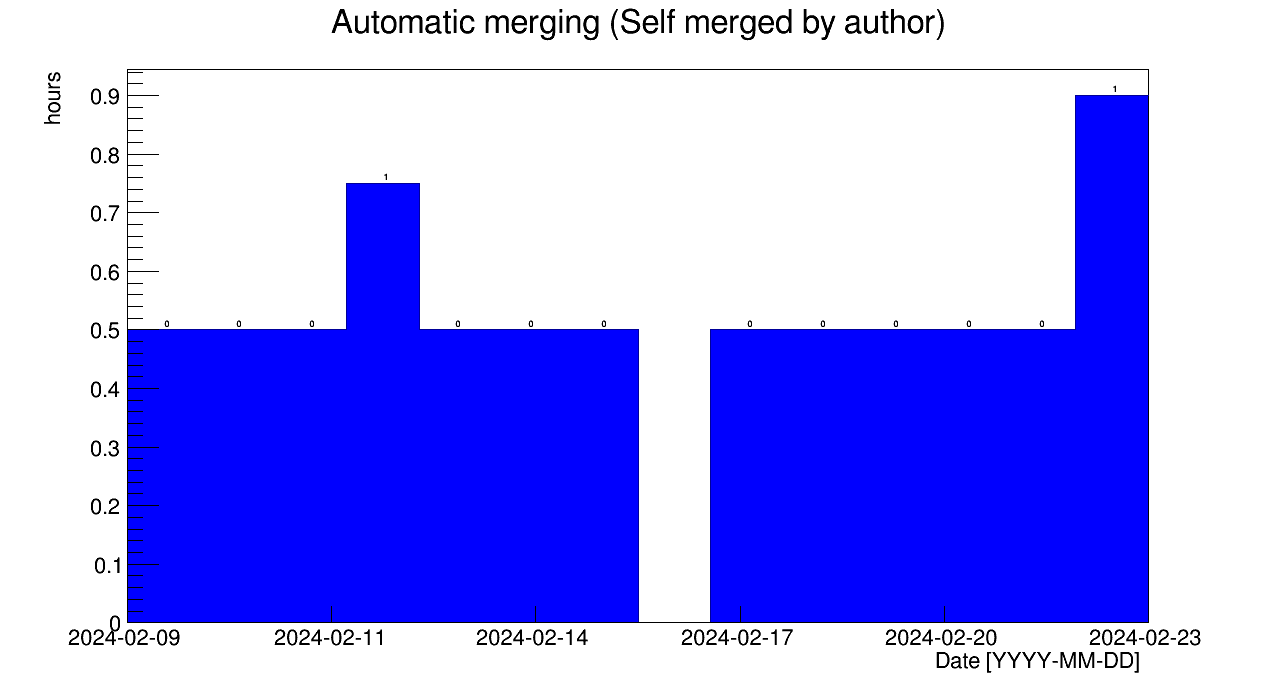 Automatic merging (Self merged by author)
hours
0.9
0.8
0.7
0.6
0.5
0.4
0.3
0.2
0.1
0
1
1
0 0 0 0 0 0 0 0 0 0 0
2024-02-09 2024-02-11 2024-02-14 2024-02-17 2024-02-20 2024-02-23
Date [YYYY-MM-DD]